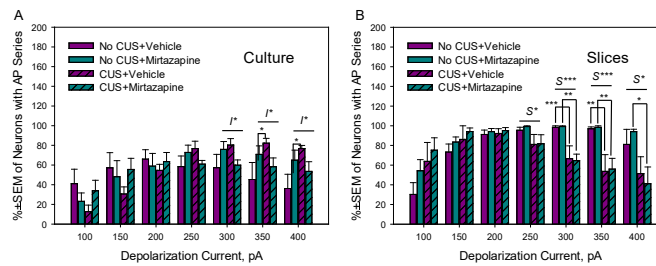 A
%±SEM of Neurons with AP Series
200
180
160
140
120
100
80
60
40
20
0
No CUS+Vehicle
No CUS+Mirtazapine
CUS+Vehicle
CUS+Mirtazapine
Culture
I*
I*
I*
*
*
100 150 200 250 300 350 400
Depolarization Current, pA
B
%±SEM of Neurons with AP Series
200
180
160
140
120
100
80
60
40
20
0
No CUS+Vehicle
No CUS+Mirtazapine
CUS+Vehicle
CUS+Mirtazapine
Slices
S*
S***
S***
S*
***
**
**
**
*
100 150 200 250 300 350 400
Depolarization Current, pA